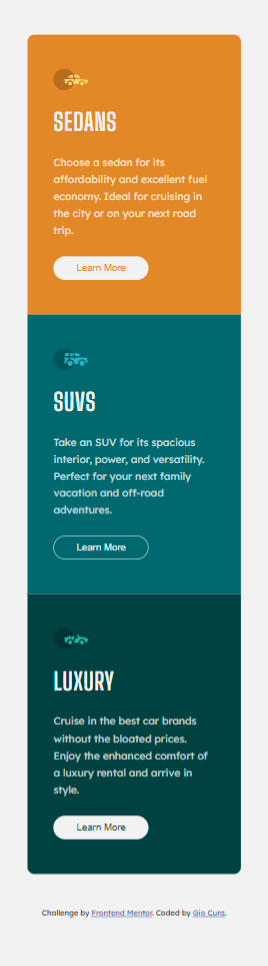 SEDANS
Choose a sedan for its
affordability and excellent fuel
economy. Ideal for cruising in
the city or on your next road
trip.
Learn More
SUVS
Take an SUV for its spacious
interior, power, and versatility.
Perfect for your next family
vacation and off-road
adventures.
Learn More
LUXURY
Cruise in the best car brands
without the bloated prices.
Enjoy the enhanced comfort of
a luxury rental and arrive in
style.
Learn More
Challenge by Frontend Mentor. Coded by Gio Cura.